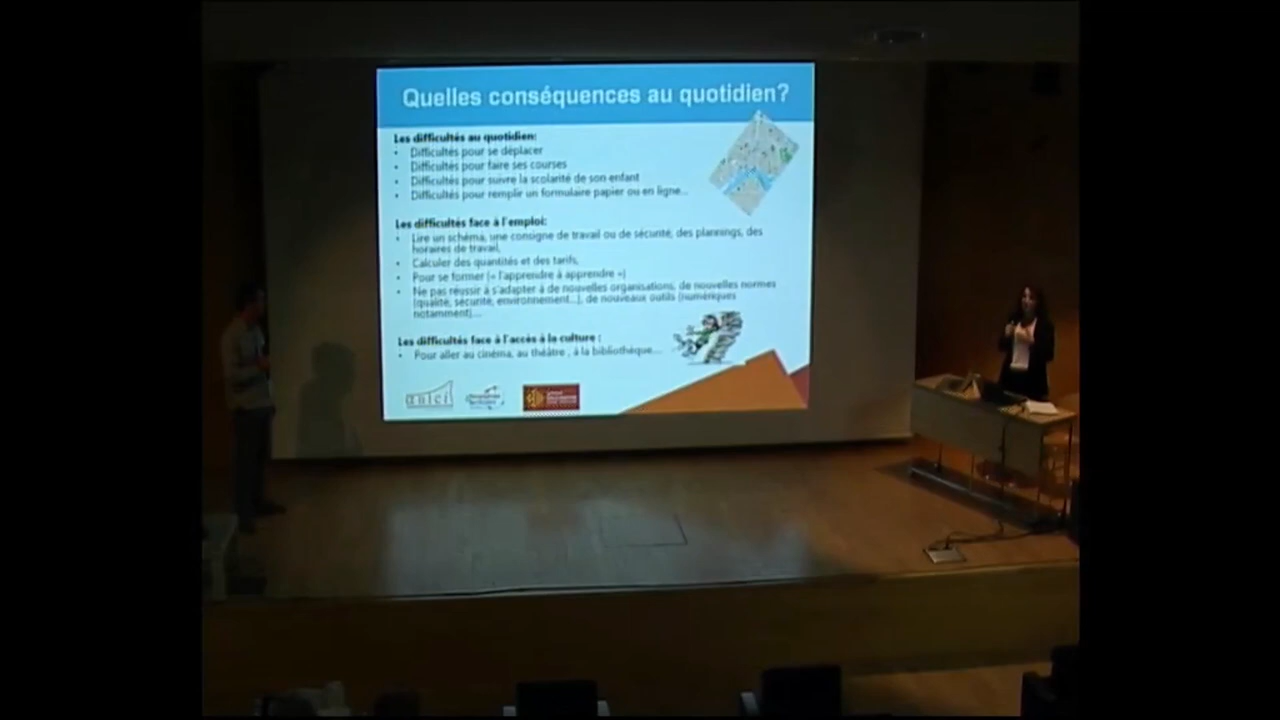 Quelles conséquences au quotidien?
Les difficultés au quotidien:
• Difficultés pour se déplacer
• Difficultés pour faire ses courses
• Difficultés pour suivre la scolarité de son enfant
• Difficultés pour remplir un formulaire papier ou en ligne...
Les difficultés face à l'emploi:
• Lire un schéma, une consigne de travail ou de sécurité, des plannings, des
horaires de travail,
• Calculer des quantités et des tarifs,
• Pour se former (« l'apprendre à apprendre »)
• Ne pas réussir à s'adapter à de nouvelles organisations, de nouvelles normes
(qualité, sécurité, environnement...), de nouveaux outils (numériques
notamment)...
Les difficultés face à l'accès à la culture :
• Pour aller au cinéma, au théâtre , à la bibliothèque...